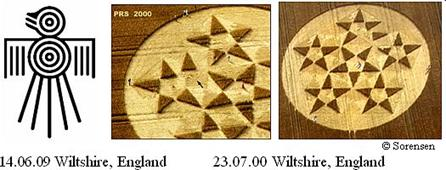 PRS 2000
© Sorensen
14.06.09 Wiltshire, England 23.07.00 Wiltshire, England